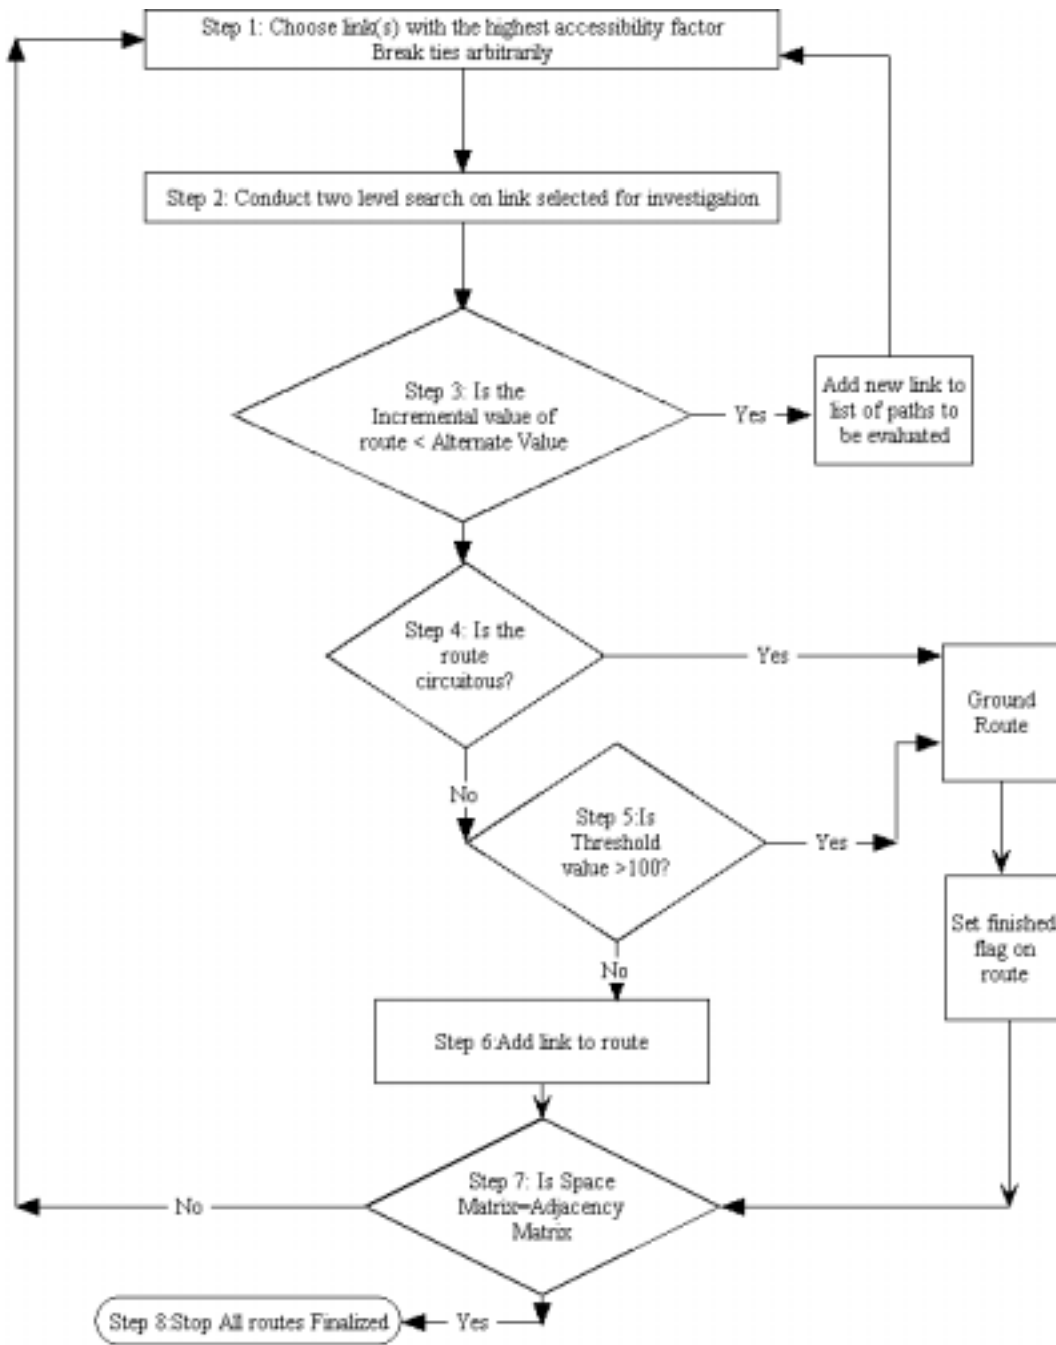 Step 1: Choose link(s) with the highest accessibility factor
Break ties arbitrarily
Step 2: Conduct two level search on link selected for investigation
Step 3: Is the
Incremental value of
route < Alternate Value
Yes
Add new link to
list of paths to
be evaluated
Step 4: Is the
route
circuitous?
Yes
Ground
Route
No
Step 5:Is
Threshold
value >100?
Yes
Set finished
flag on
route
No
Step 6:Add link to route
Step 7: Is Space
Matrix=Adjacency
Matrix
No
Yes
Step 8:Stop All routes Finalized